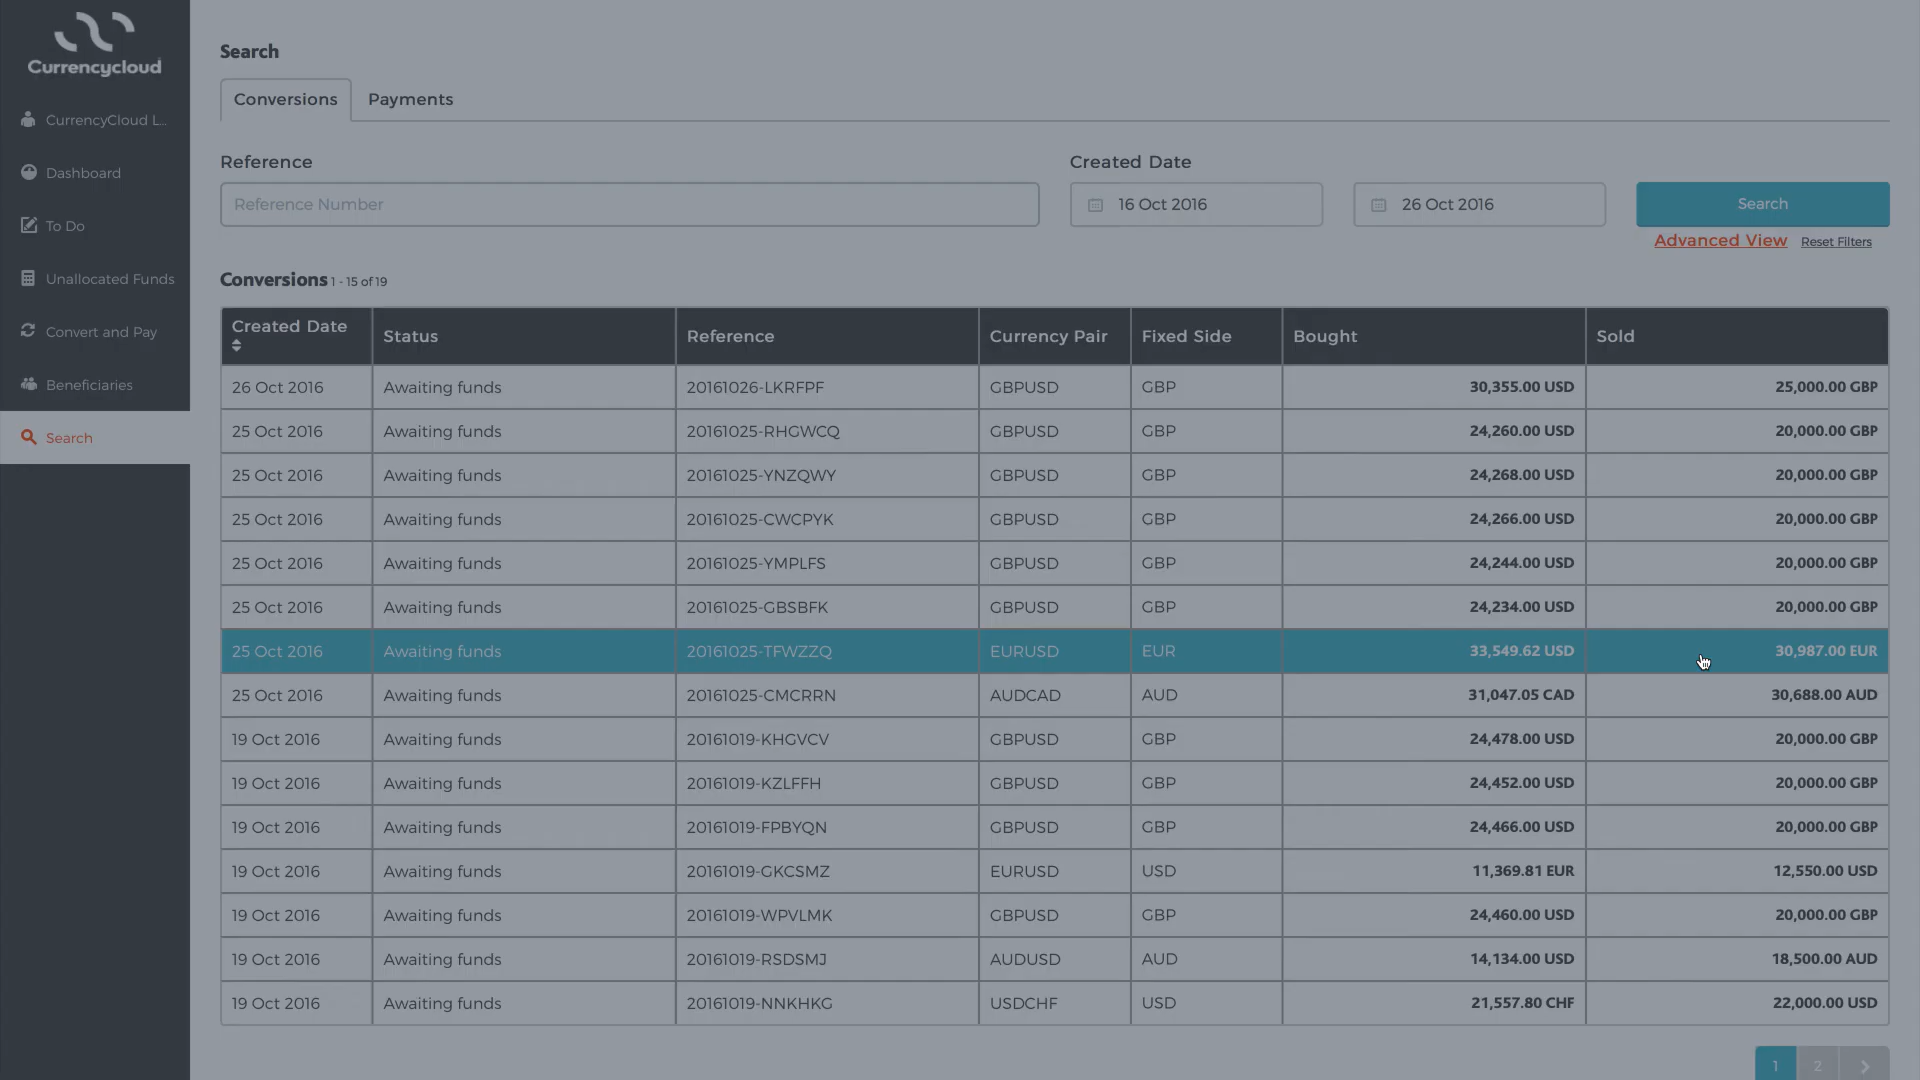 Currencycloud
CurrencyCloud L...
Dashboard
To Do
Unallocated Funds
Convert and Pay
Beneficiaries
Search
Search
Conversions Payments
Reference Created Date
Reference Number 16 Oct 2016 26 Oct 2016 Search
Advanced View Reset Filters
Conversions 1 - 15 of 19
Created Date Status Reference Currency Pair Fixed Side Bought Sold
26 Oct 2016 Awaiting funds 20161026-LKRFPF GBPUSD GBP 30,355.00 USD 25,000.00 GBP
25 Oct 2016 Awaiting funds 20161025-RHGWCQ GBPUSD GBP 24,260.00 USD 20,000.00 GBP
25 Oct 2016 Awaiting funds 20161025-YNZQWY GBPUSD GBP 24,268.00 USD 20,000.00 GBP
25 Oct 2016 Awaiting funds 20161025-CWCPYK GBPUSD GBP 24,266.00 USD 20,000.00 GBP
25 Oct 2016 Awaiting funds 20161025-YMPLFS GBPUSD GBP 24,244.00 USD 20,000.00 GBP
25 Oct 2016 Awaiting funds 20161025-GBSBFK GBPUSD GBP 24,234.00 USD 20,000.00 GBP
25 Oct 2016 Awaiting funds 20161025-TFWZZQ EURUSD EUR 33,549.62 USD 30,987.00 EUR
25 Oct 2016 Awaiting funds 20161025-CMCRRN AUDCAD AUD 31,047.05 CAD 30,688.00 AUD
19 Oct 2016 Awaiting funds 20161019-KHGVCV GBPUSD GBP 24,478.00 USD 20,000.00 GBP
19 Oct 2016 Awaiting funds 20161019-KZLFFH GBPUSD GBP 24,452.00 USD 20,000.00 GBP
19 Oct 2016 Awaiting funds 20161019-FPBYQN GBPUSD GBP 24,466.00 USD 20,000.00 GBP
19 Oct 2016 Awaiting funds 20161019-GKCSMZ EURUSD USD 11,369.81 EUR 12,550.00 USD
19 Oct 2016 Awaiting funds 20161019-WPVLMK GBPUSD GBP 24,460.00 USD 20,000.00 GBP
19 Oct 2016 Awaiting funds 20161019-RSDSMJ AUDUSD AUD 14,134.00 USD 18,500.00 AUD
19 Oct 2016 Awaiting funds 20161019-NNKHKG USDCHF USD 21,557.80 CHF 22,000.00 USD
1 2